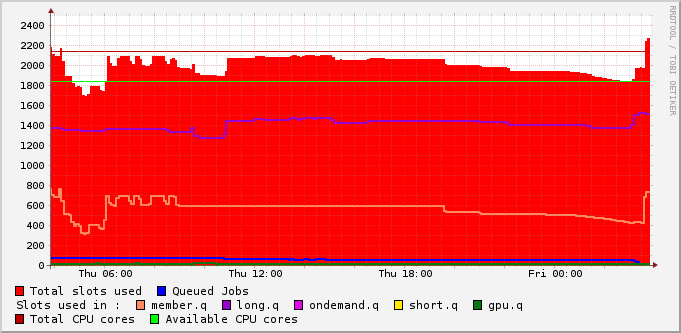 2400
2200
2000
1800
1600
1400
1200
1000
800
600
400
200
0
Thu 06:00 Thu 12:00 Thu 18:00 Fri 00:00
Total slots used Queued Jobs
Slots used in : member.q long.q ondemand.q short.q gpu.q
Total CPU cores Available CPU cores
RRDTOOL / TOBI OETIKER